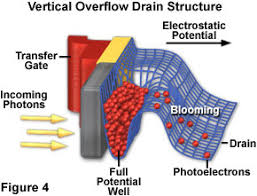 Vertical Overflow Drain Structure
Electrostatic
Potential
Transfer
Gate
Incoming
Photons
Blooming
Drain
Full
Potential
Well
Photoelectrons
Figure 4